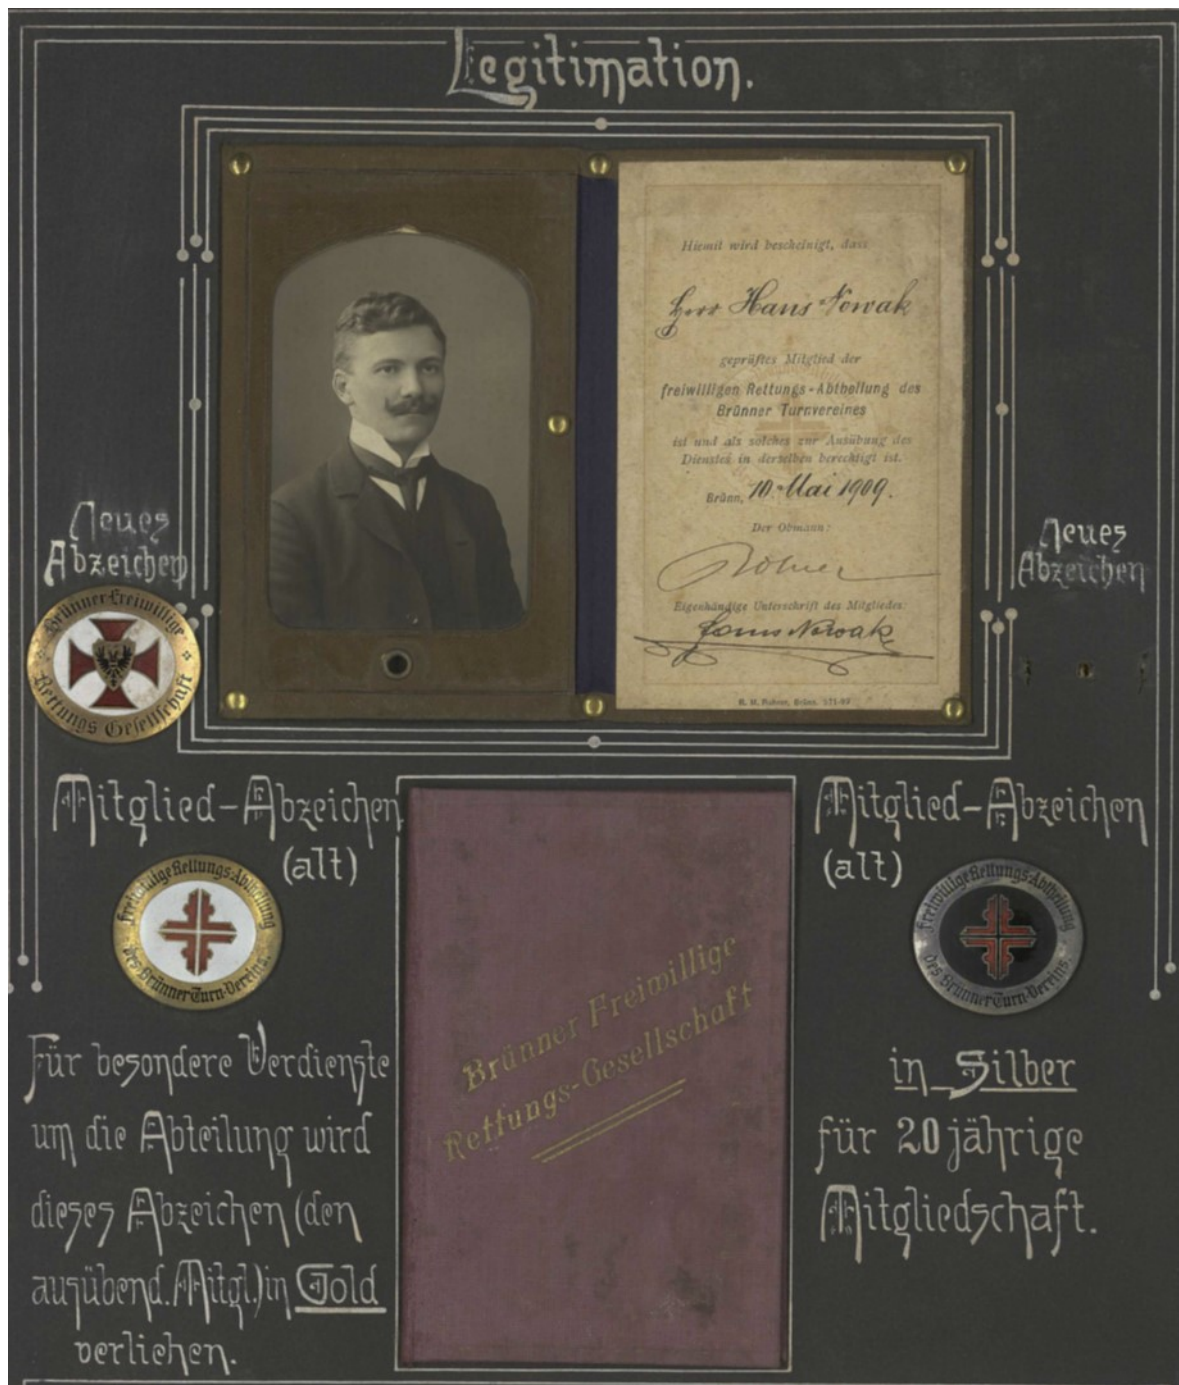 Legitimation.
Hiemit wird bescheinigt, dass
Herr Hans Nowak
geprüftes Mitglied der
freiwilligen Rettungs-Abtheilung des
Brünner Turnvereines
ist und als solches zur Ausübung des
Dienstes in derselben berechtigt ist.
Brünn, 10. Mai 1909.
Der Obmann:
Eigenhändige Unterschrift des Mitgliedes:
Hans Nowak
R. M. Rohrer, Brünn.
Neues
Abzeichen
Brünner Freiwillige
Rettungs Gesellschaft
Neues
Abzeichen
Mitglied-Abzeichen
(alt)
Freiwillige Rettungs-Abtheilung
des Brünner Turn-Vereins.
Für besondere Verdienste
um die Abteilung wird
dieses Abzeichen (den
ausübend. Mitgl.) in Gold
verliehen.
Brünner Freiwillige
Rettungs-Gesellschaft
Mitglied-Abzeichen
(alt)
Freiwillige Rettungs-Abtheilung
des Brünner Turn-Vereins.
in Silber
für 20 jährige
Mitgliedschaft.